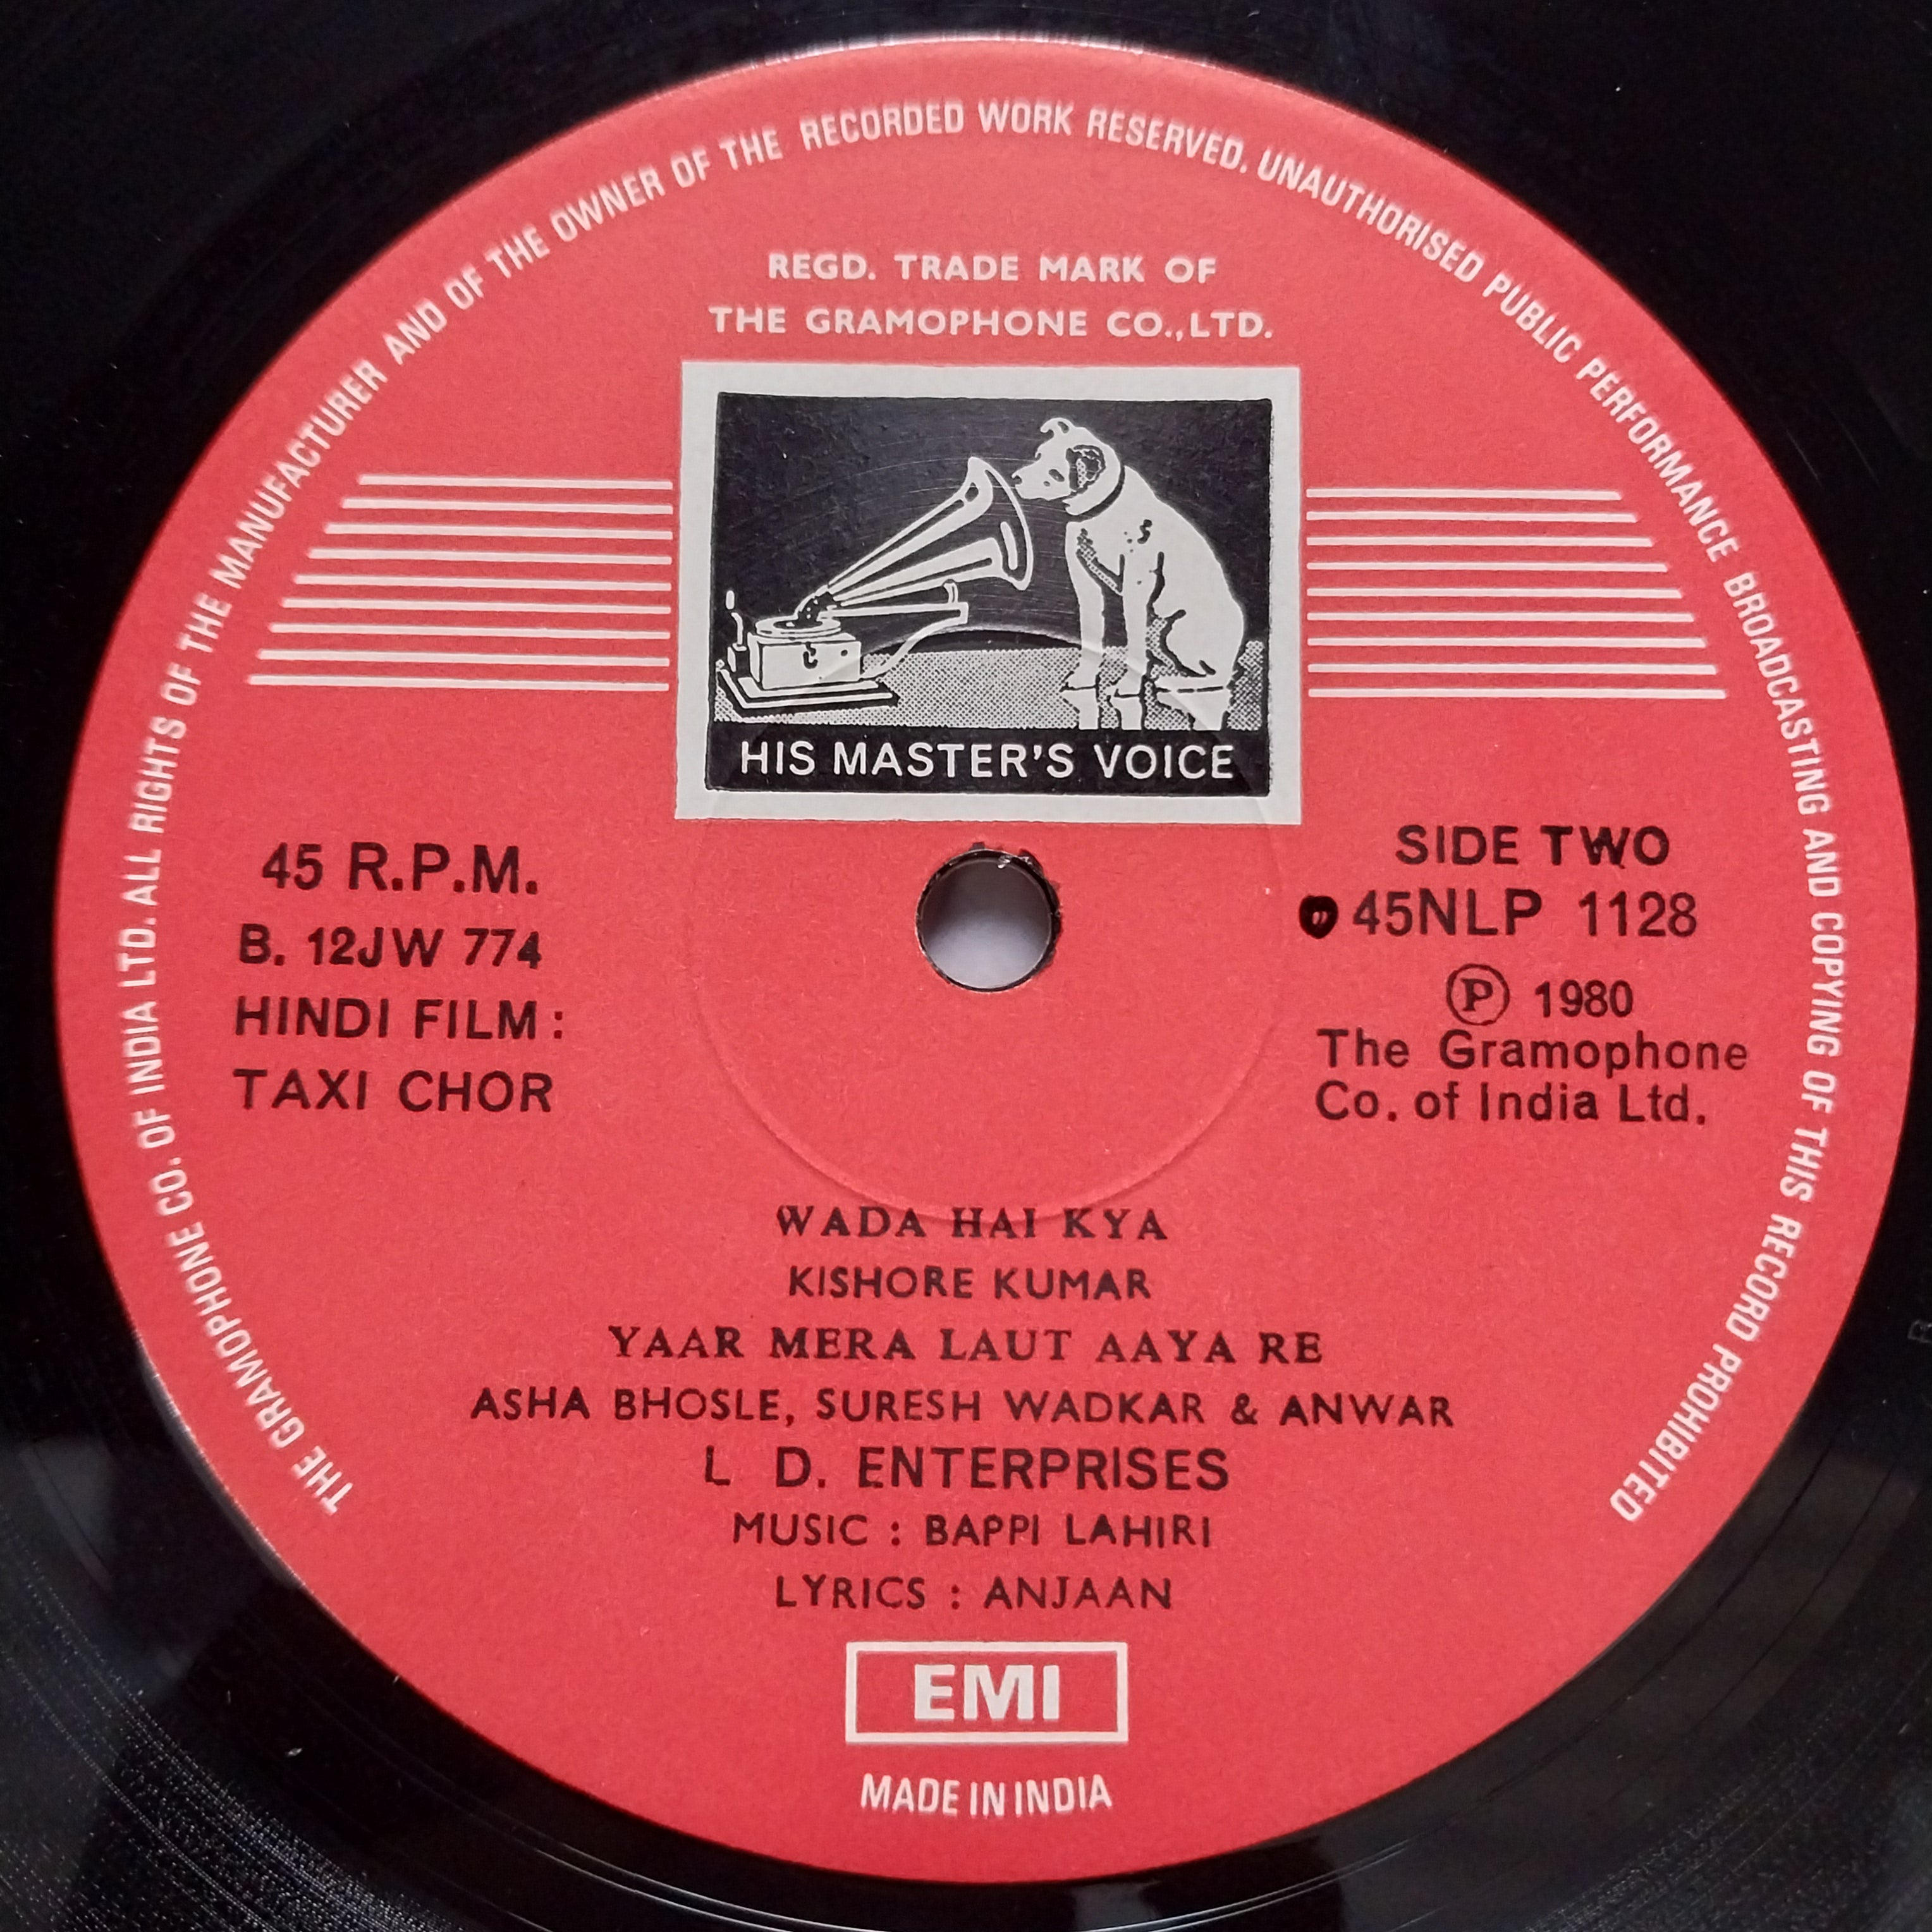 THE GRAMOPHONE CO. OF INDIA LTD. ALL RIGHTS OF THE MANUFACTURER AND OF THE OWNER OF THE RECORDED WORK RESERVED. UNAUTHORISED PUBLIC PERFORMANCE BROADCASTING AND COPYING OF THIS RECORD PROHIBITED
REGD. TRADE MARK OF
THE GRAMOPHONE CO.,LTD.
HIS MASTER'S VOICE
45 R.P.M.
B. 12JW 774
HINDI FILM :
TAXI CHOR
SIDE TWO
45NLP 1128
Ⓟ 1980
The Gramophone
Co. of India Ltd.
WADA HAI KYA
KISHORE KUMAR
YAAR MERA LAUT AAYA RE
ASHA BHOSLE, SURESH WADKAR & ANWAR
L D. ENTERPRISES
MUSIC : BAPPI LAHIRI
LYRICS : ANJAAN
EMI
MADE IN INDIA